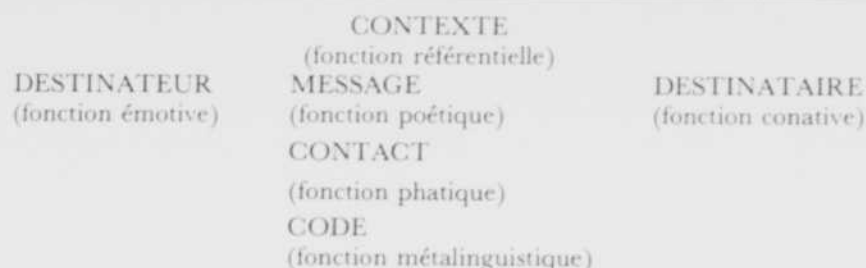 CONTEXTE
(fonction référentielle)
DESTINATEUR MESSAGE DESTINATAIRE
(fonction émotive) (fonction poétique) (fonction conative)
CONTACT
(fonction phatique)
CODE
(fonction métalinguistique)